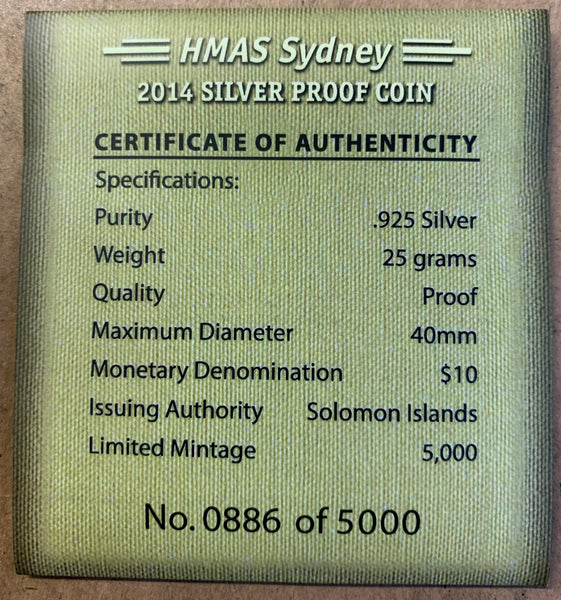 HMAS Sydney
2014 SILVER PROOF COIN
CERTIFICATE OF AUTHENTICITY
Specifications:
Purity .925 Silver
Weight 25 grams
Quality Proof
Maximum Diameter 40mm
Monetary Denomination $10
Issuing Authority Solomon Islands
Limited Mintage 5,000
No. 0886 of 5000